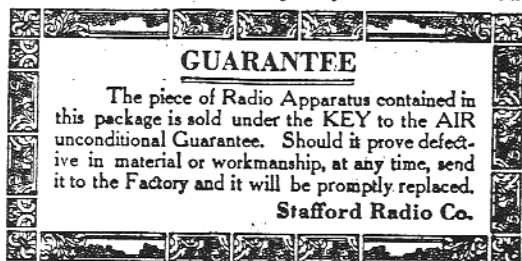 GUARANTEE
The piece of Radio Apparatus contained in
this package is sold under the KEY to the AIR
unconditional Guarantee. Should it prove defect-
ive in material or workmanship, at any time, send
it to the Factory and it will be promptly replaced.
Stafford Radio Co.